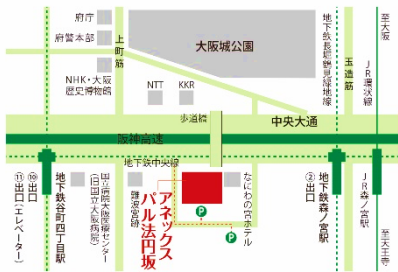 府庁
府警本部
NHK・大阪
歴史博物館
上町筋
大阪城公園
NTT
KKR
地下鉄長堀鶴見緑地線
玉造筋
JR環状線
至大阪
歩道橋
中央大通
阪神高速
地下鉄中央線
⑩出口
⑪出口(エレベーター)
地下鉄谷町四丁目駅
国立病院大阪医療センター
(旧国立大阪病院)
難波宮跡
アネックス
パル法円坂
P
P
なにわの宮ホテル
②出口
地下鉄森ノ宮駅
JR森ノ宮駅
至天王寺